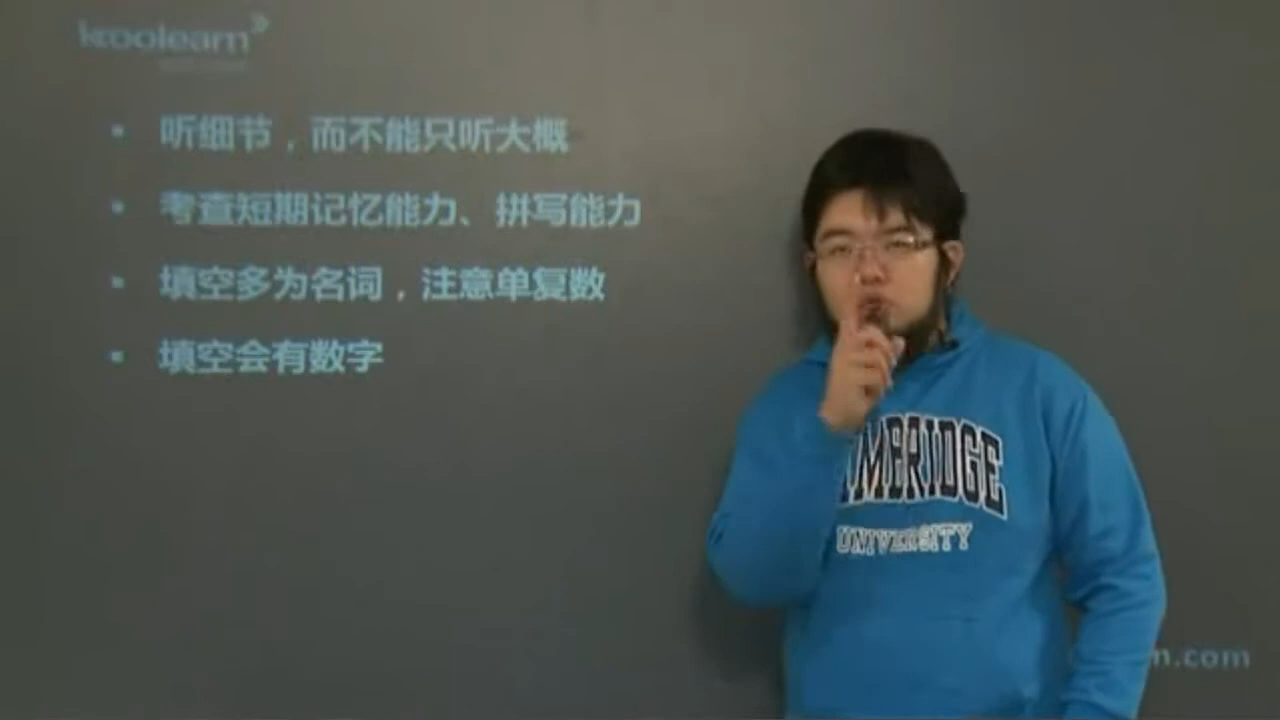 koolearn
听细节，而不能只听大概
考查短期记忆能力、拼写能力
填空多为名词，注意单复数
填空会有数字
AMBRIDGE
UNIVERSITY
n.com